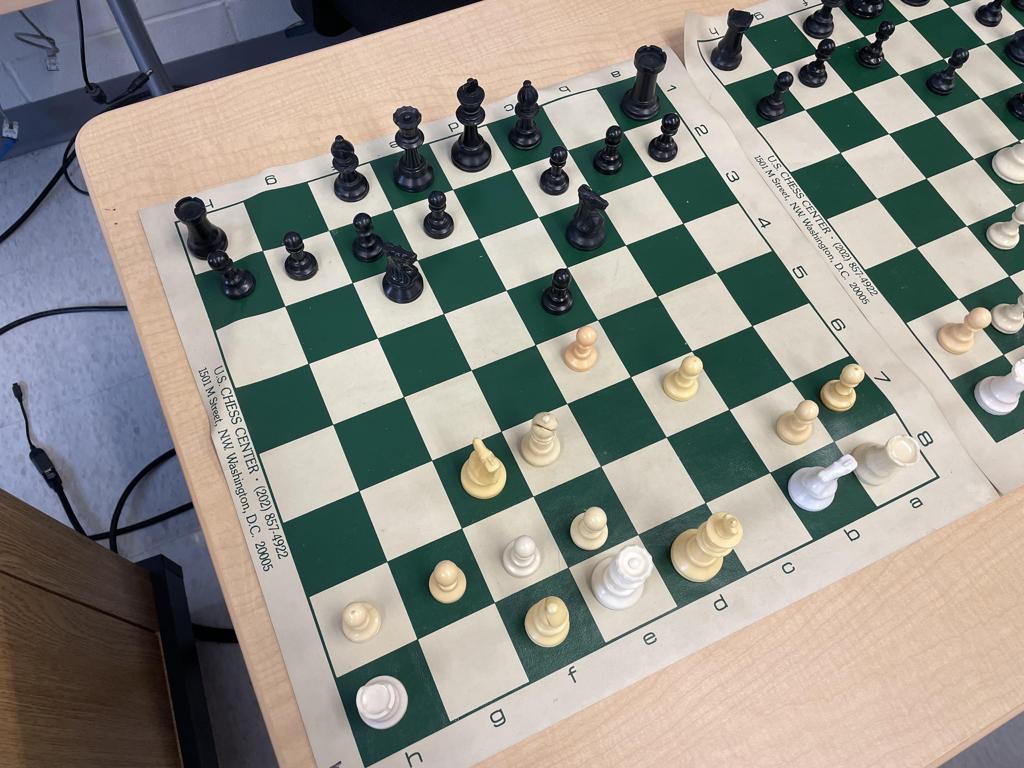 U.S. CHESS CENTER • (202) 857-4922
1501 M Street, NW Washington, D.C. 20005
U.S. CHESS CENTER • (202) 857-4922
1501 M Street, NW Washington, D.C. 20005
1
2
3
4
5
6
7
8
a
b
c
d
e
f
g
h
g
b
a